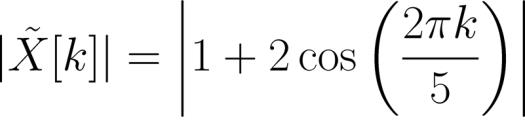 |X̃[k]| = |1 + 2 cos(2πk/5)|